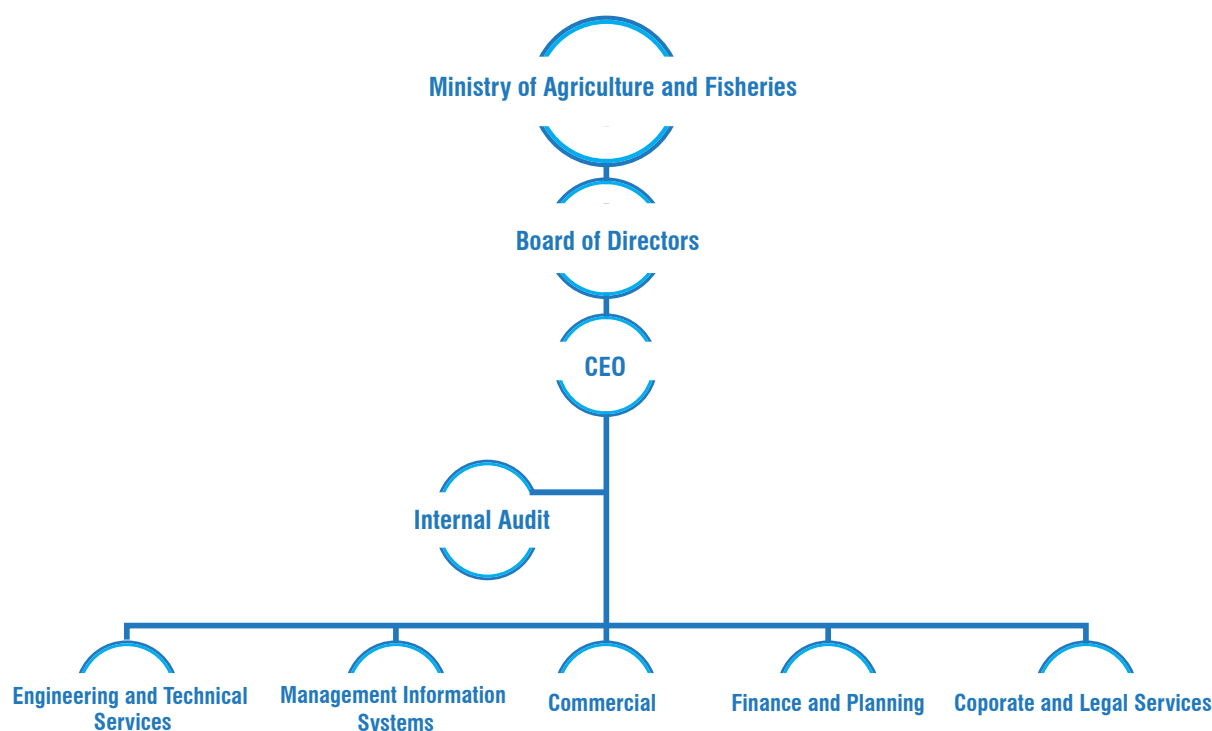 Ministry of Agriculture and Fisheries
Board of Directors
CEO
Internal Audit
Engineering and Technical
Services
Management Information
Systems
Commercial
Finance and Planning
Coporate and Legal Services